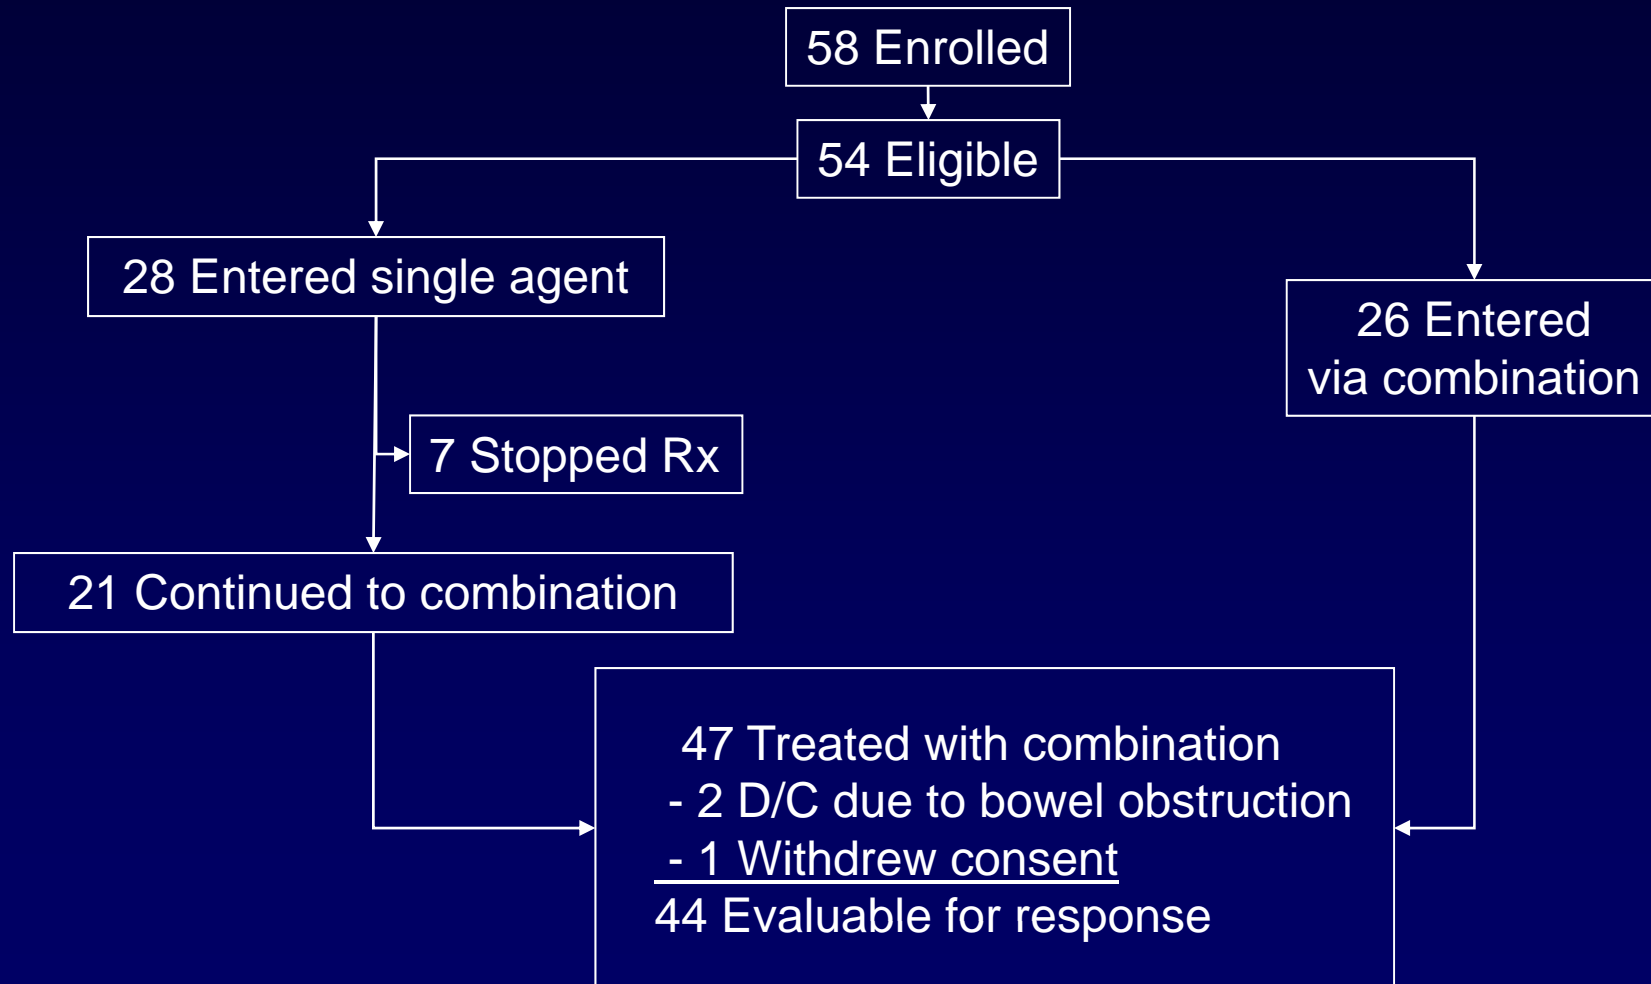 58 Enrolled
54 Eligible
28 Entered single agent
26 Entered
via combination
7 Stopped Rx
21 Continued to combination
47 Treated with combination
- 2 D/C due to bowel obstruction
- 1 Withdrew consent
44 Evaluable for response